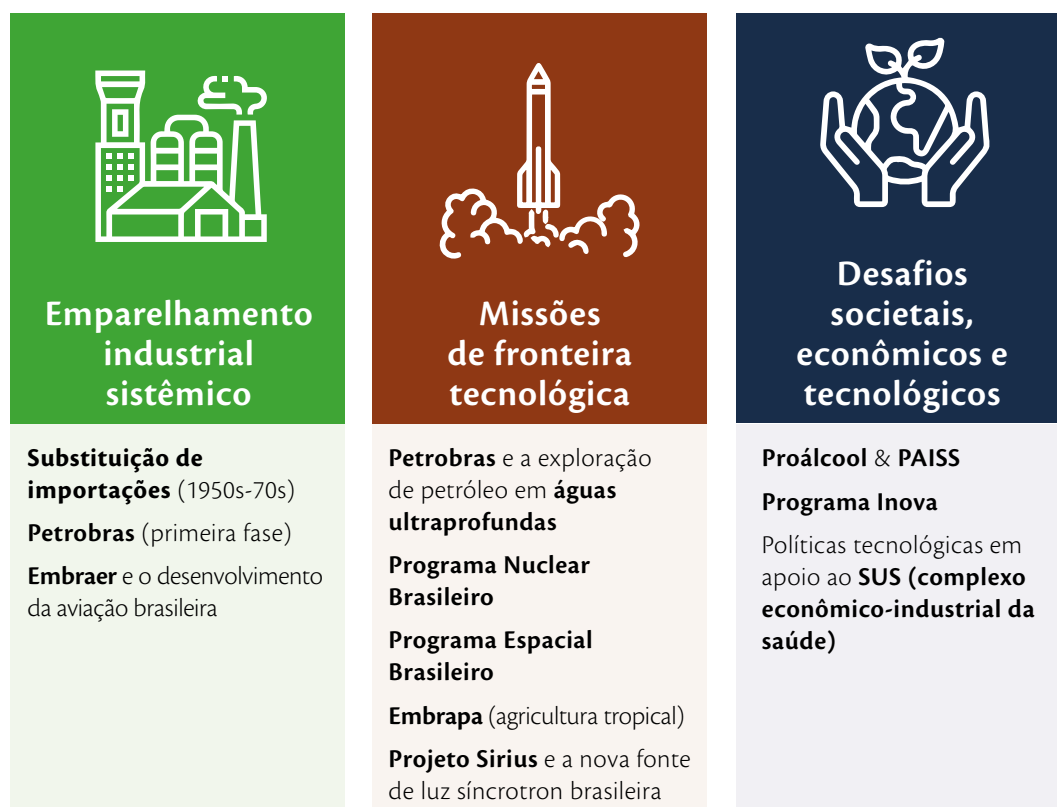 Emparelhamento
industrial
sistêmico
Substituição de
importações (1950s-70s)
Petrobras (primeira fase)
Embraer e o desenvolvimento
da aviação brasileira
Missões
de fronteira
tecnológica
Petrobras e a exploração
de petróleo em águas
ultraprofundas
Programa Nuclear
Brasileiro
Programa Espacial
Brasileiro
Embrapa (agricultura tropical)
Projeto Sirius e a nova fonte
de luz síncrotron brasileira
Desafios
societais,
econômicos e
tecnológicos
Proálcool & PAISS
Programa Inova
Políticas tecnológicas em
apoio ao SUS (complexo
econômico-industrial da
saúde)